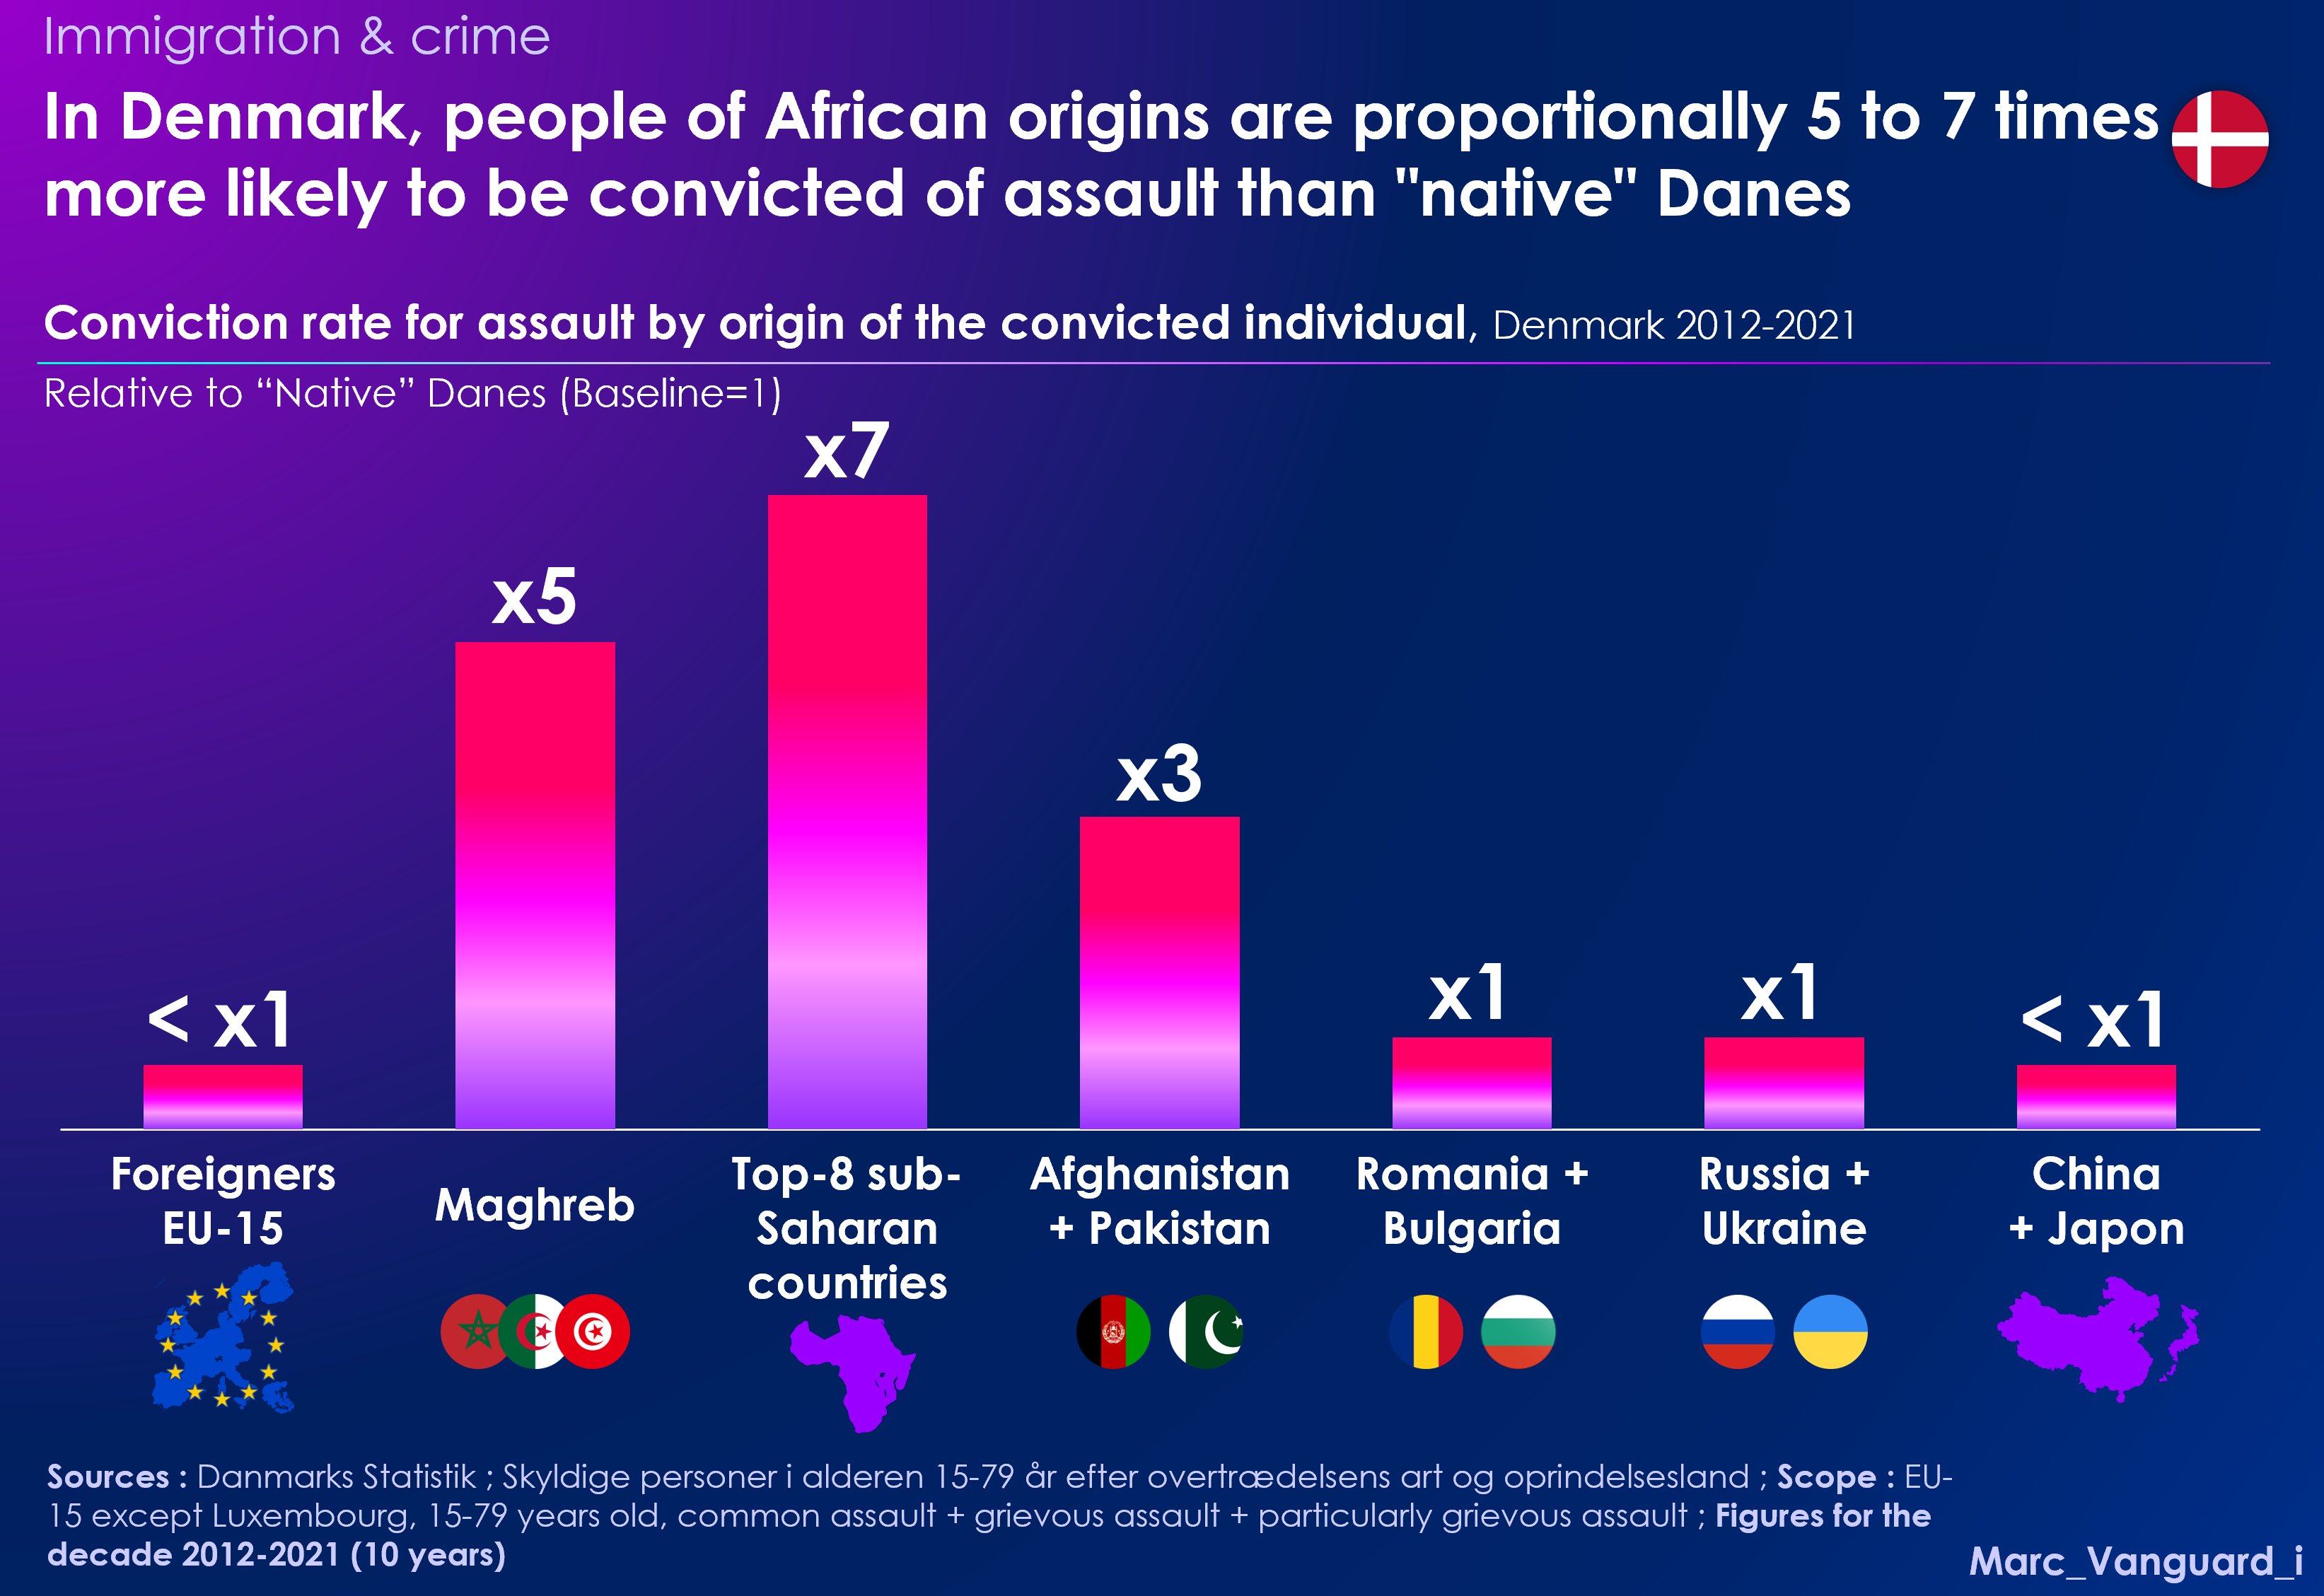 Immigration & crime
In Denmark, people of African origins are proportionally 5 to 7 times
more likely to be convicted of assault than "native" Danes
Conviction rate for assault by origin of the convicted individual, Denmark 2012-2021
Relative to “Native” Danes (Baseline=1)
< x1
x5
x7
x3
x1
x1
< x1
Foreigners
EU-15
Maghreb
Top-8 sub-
Saharan
countries
Afghanistan
+ Pakistan
Romania +
Bulgaria
Russia +
Ukraine
China
+ Japon
Sources : Danmarks Statistik ; Skyldige personer i alderen 15-79 år efter overtrædelsens art og oprindelsesland ; Scope : EU-
15 except Luxembourg, 15-79 years old, common assault + grievous assault + particularly grievous assault ; Figures for the
decade 2012-2021 (10 years)
Marc_Vanguard_i